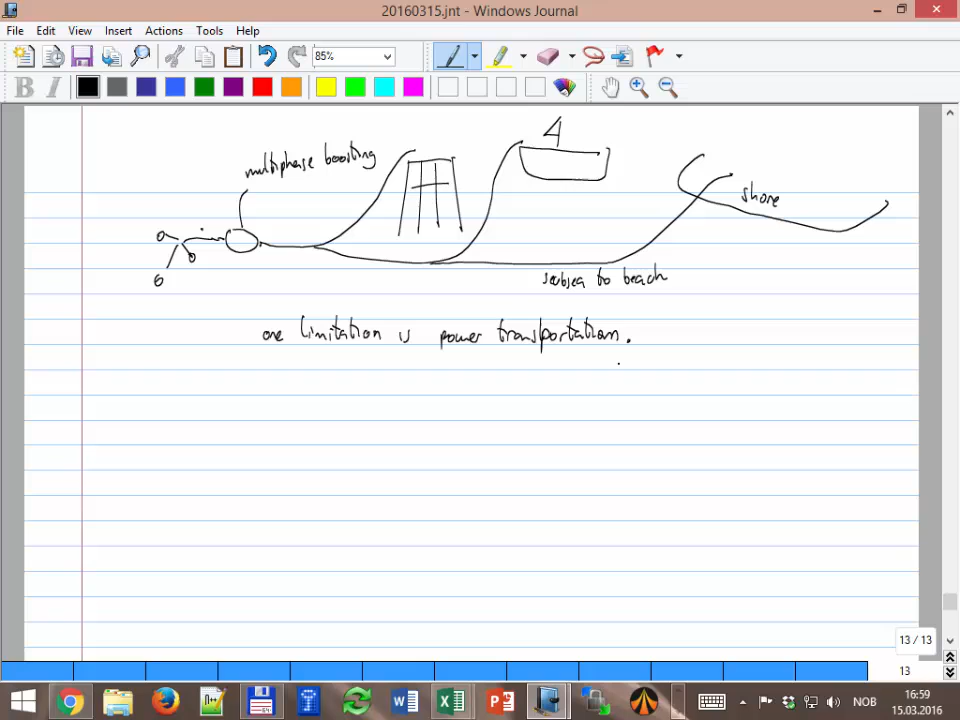 20160315.jnt - Windows Journal
File Edit View Insert Actions Tools Help
85%
B I
4
multiphase boosting
shore
subsea to beach
one limitation is power transportation.
13 / 13
13
NOB
16:59
15.03.2016